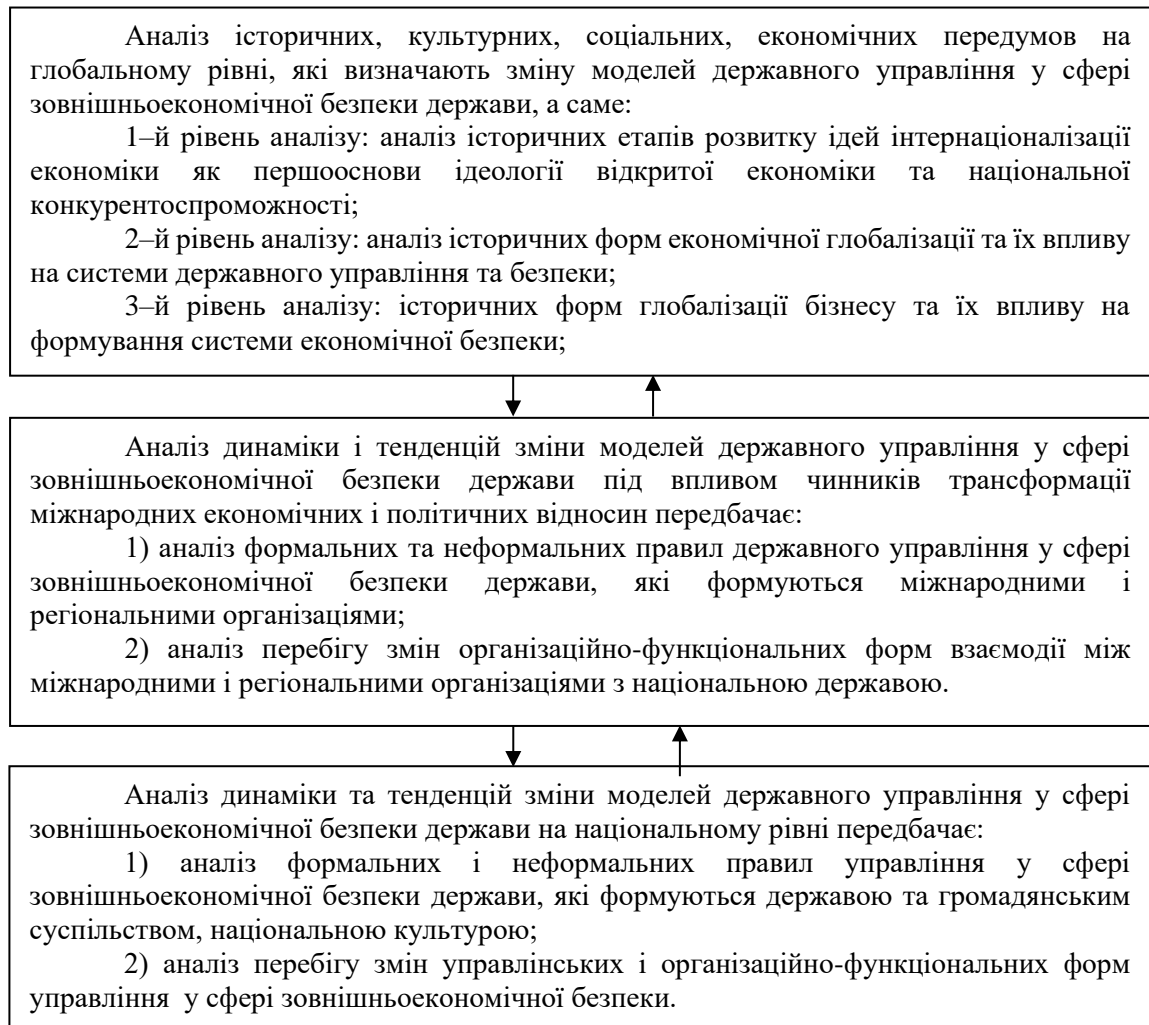 Аналіз історичних, культурних, соціальних, економічних передумов на
глобальному рівні, які визначають зміну моделей державного управління у сфері
зовнішньоекономічної безпеки держави, а саме:
1–й рівень аналізу: аналіз історичних етапів розвитку ідей інтернаціоналізації
економіки як першооснови ідеології відкритої економіки та національної
конкурентоспроможності;
2–й рівень аналізу: аналіз історичних форм економічної глобалізації та їх впливу
на системи державного управління та безпеки;
3–й рівень аналізу: історичних форм глобалізації бізнесу та їх впливу на
формування системи економічної безпеки;
Аналіз динаміки і тенденцій зміни моделей державного управління у сфері
зовнішньоекономічної безпеки держави під впливом чинників трансформації
міжнародних економічних і політичних відносин передбачає:
1) аналіз формальних та неформальних правил державного управління у сфері
зовнішньоекономічної безпеки держави, які формуються міжнародними і
регіональними організаціями;
2) аналіз перебігу змін організаційно-функціональних форм взаємодії між
міжнародними і регіональними організаціями з національною державою.
Аналіз динаміки та тенденцій зміни моделей державного управління у сфері
зовнішньоекономічної безпеки держави на національному рівні передбачає:
1) аналіз формальних і неформальних правил управління у сфері
зовнішньоекономічної безпеки держави, які формуються державою та громадянським
суспільством, національною культурою;
2) аналіз перебігу змін управлінських і організаційно-функціональних форм
управління у сфері зовнішньоекономічної безпеки.